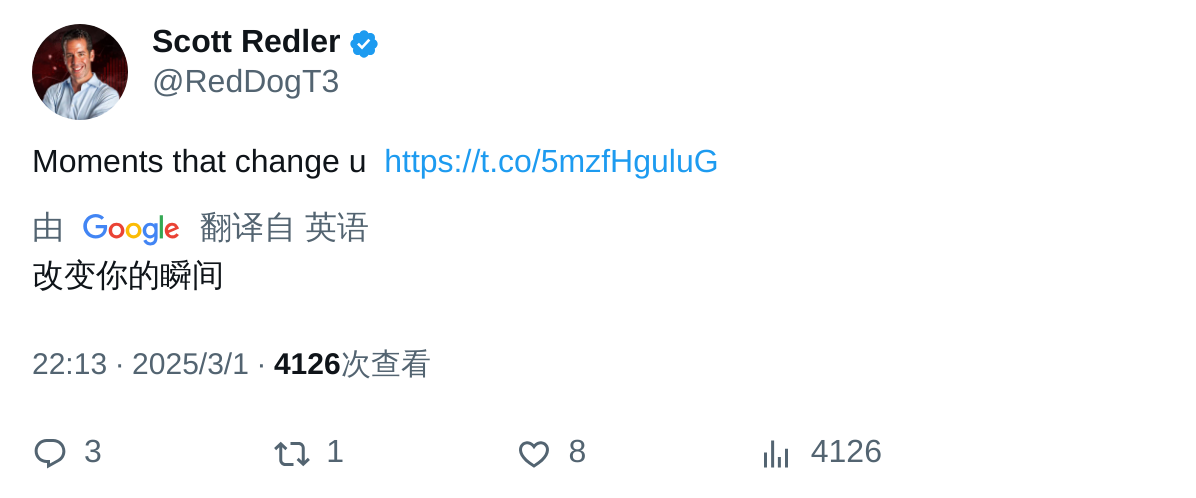 Scott Redler
@RedDogT3
Moments that change u https://t.co/5mzfHguluG
由 Google 翻译自 英语
改变你的瞬间
22:13 · 2025/3/1 · 4126次查看
3 1 8 4126